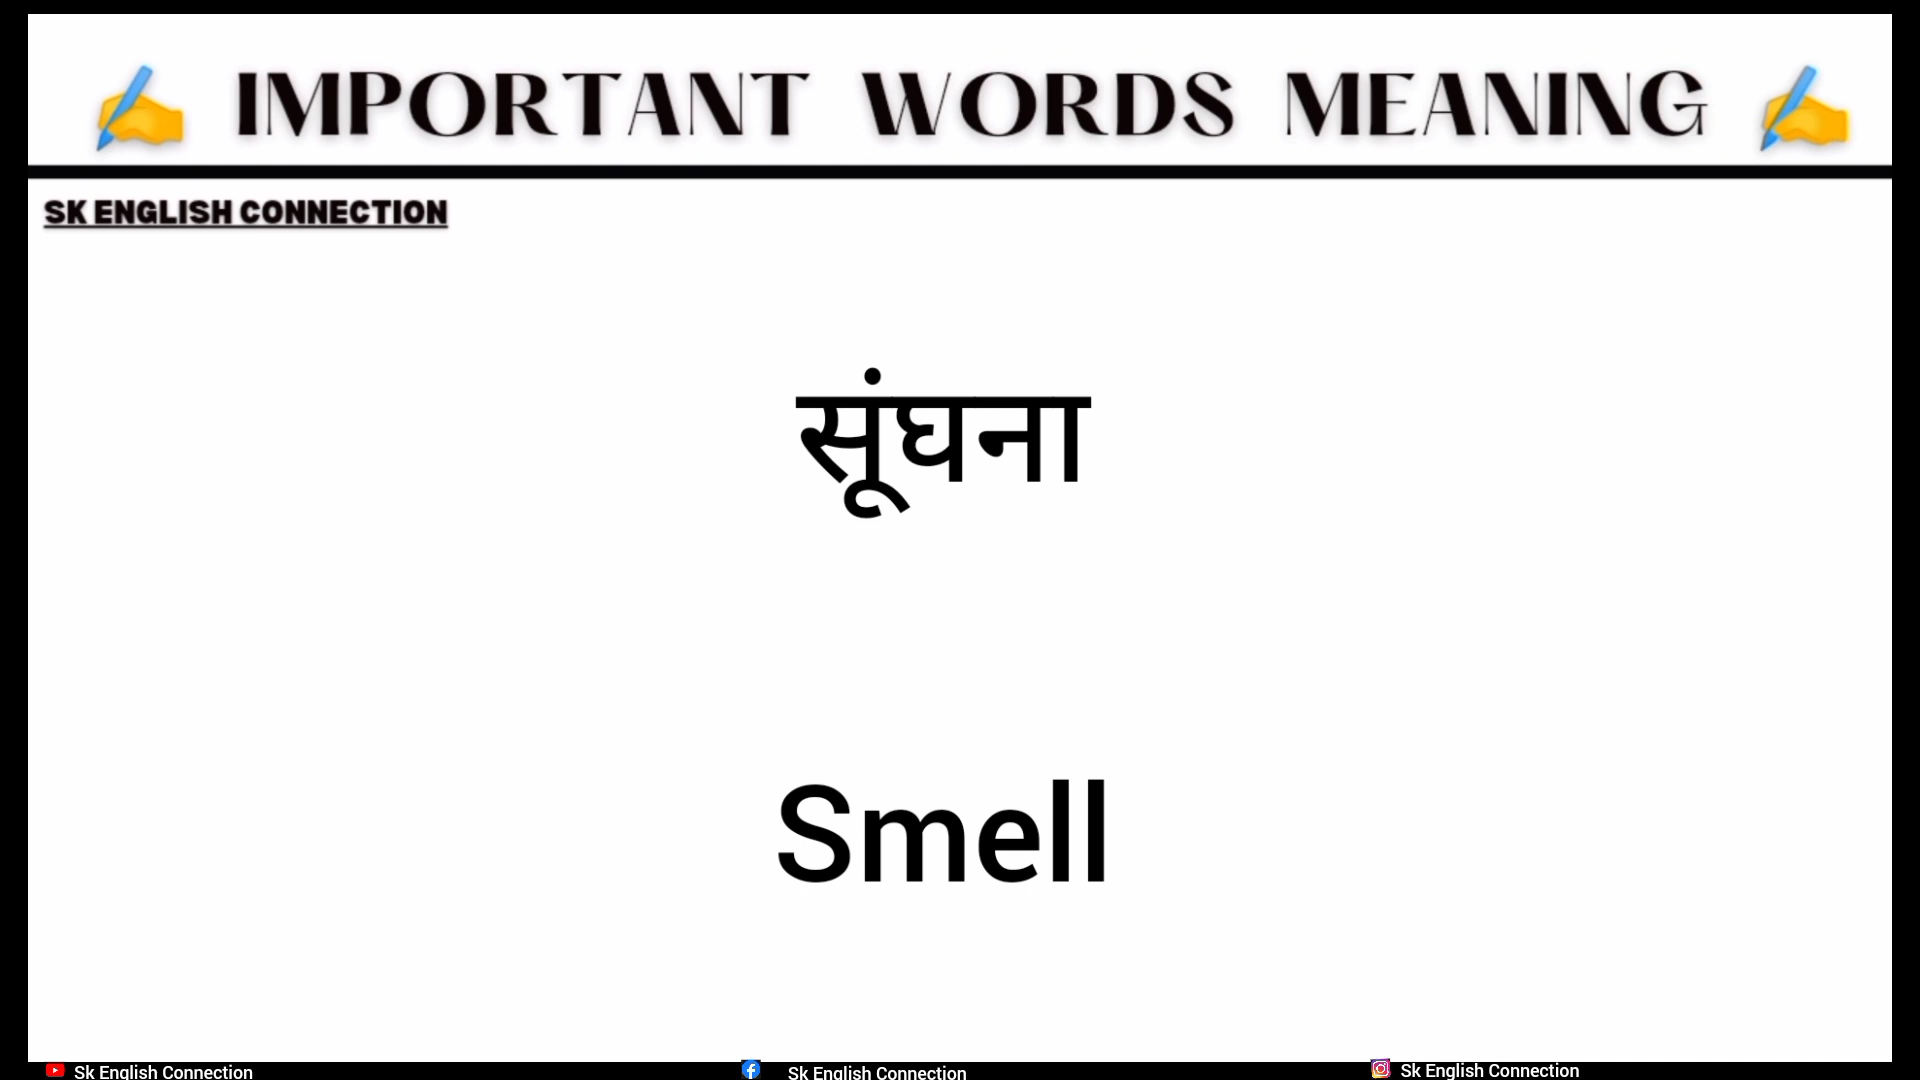 IMPORTANT WORDS MEANING
SK ENGLISH CONNECTION
सूंघना
Smell
Sk English Connection
Sk English Connection
Sk English Connection